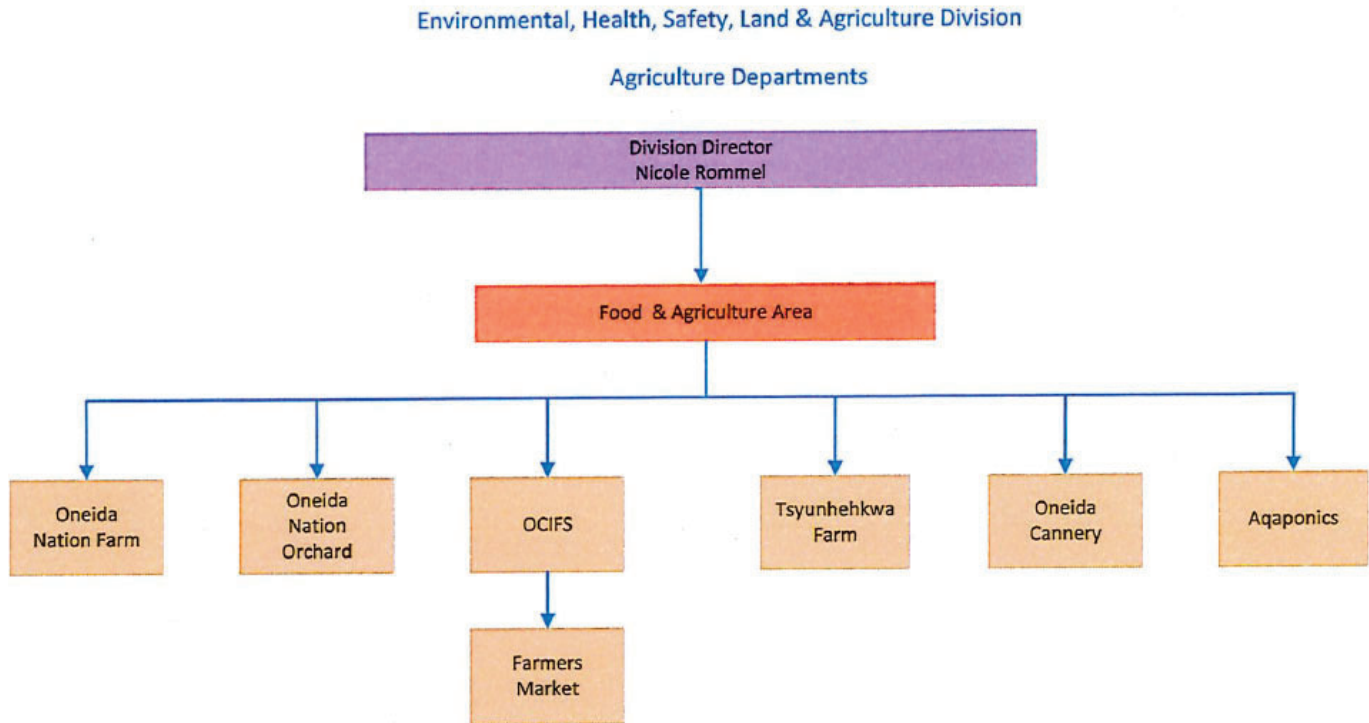 Environmental, Health, Safety, Land & Agriculture Division
Agriculture Departments
Division Director
Nicole Rommel
Food & Agriculture Area
Oneida
Nation Farm
Oneida
Nation
Orchard
OCIFS
Tsyunhehkwa
Farm
Oneida
Cannery
Aqaponics
Farmers
Market